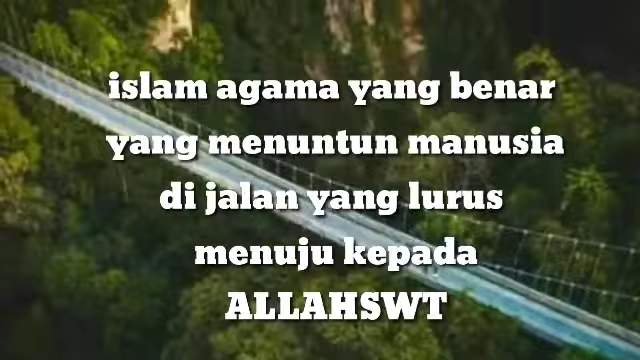 islam agama yang benar
yang menuntun manusia
di jalan yang lurus
menuju kepada
ALLAHSWT